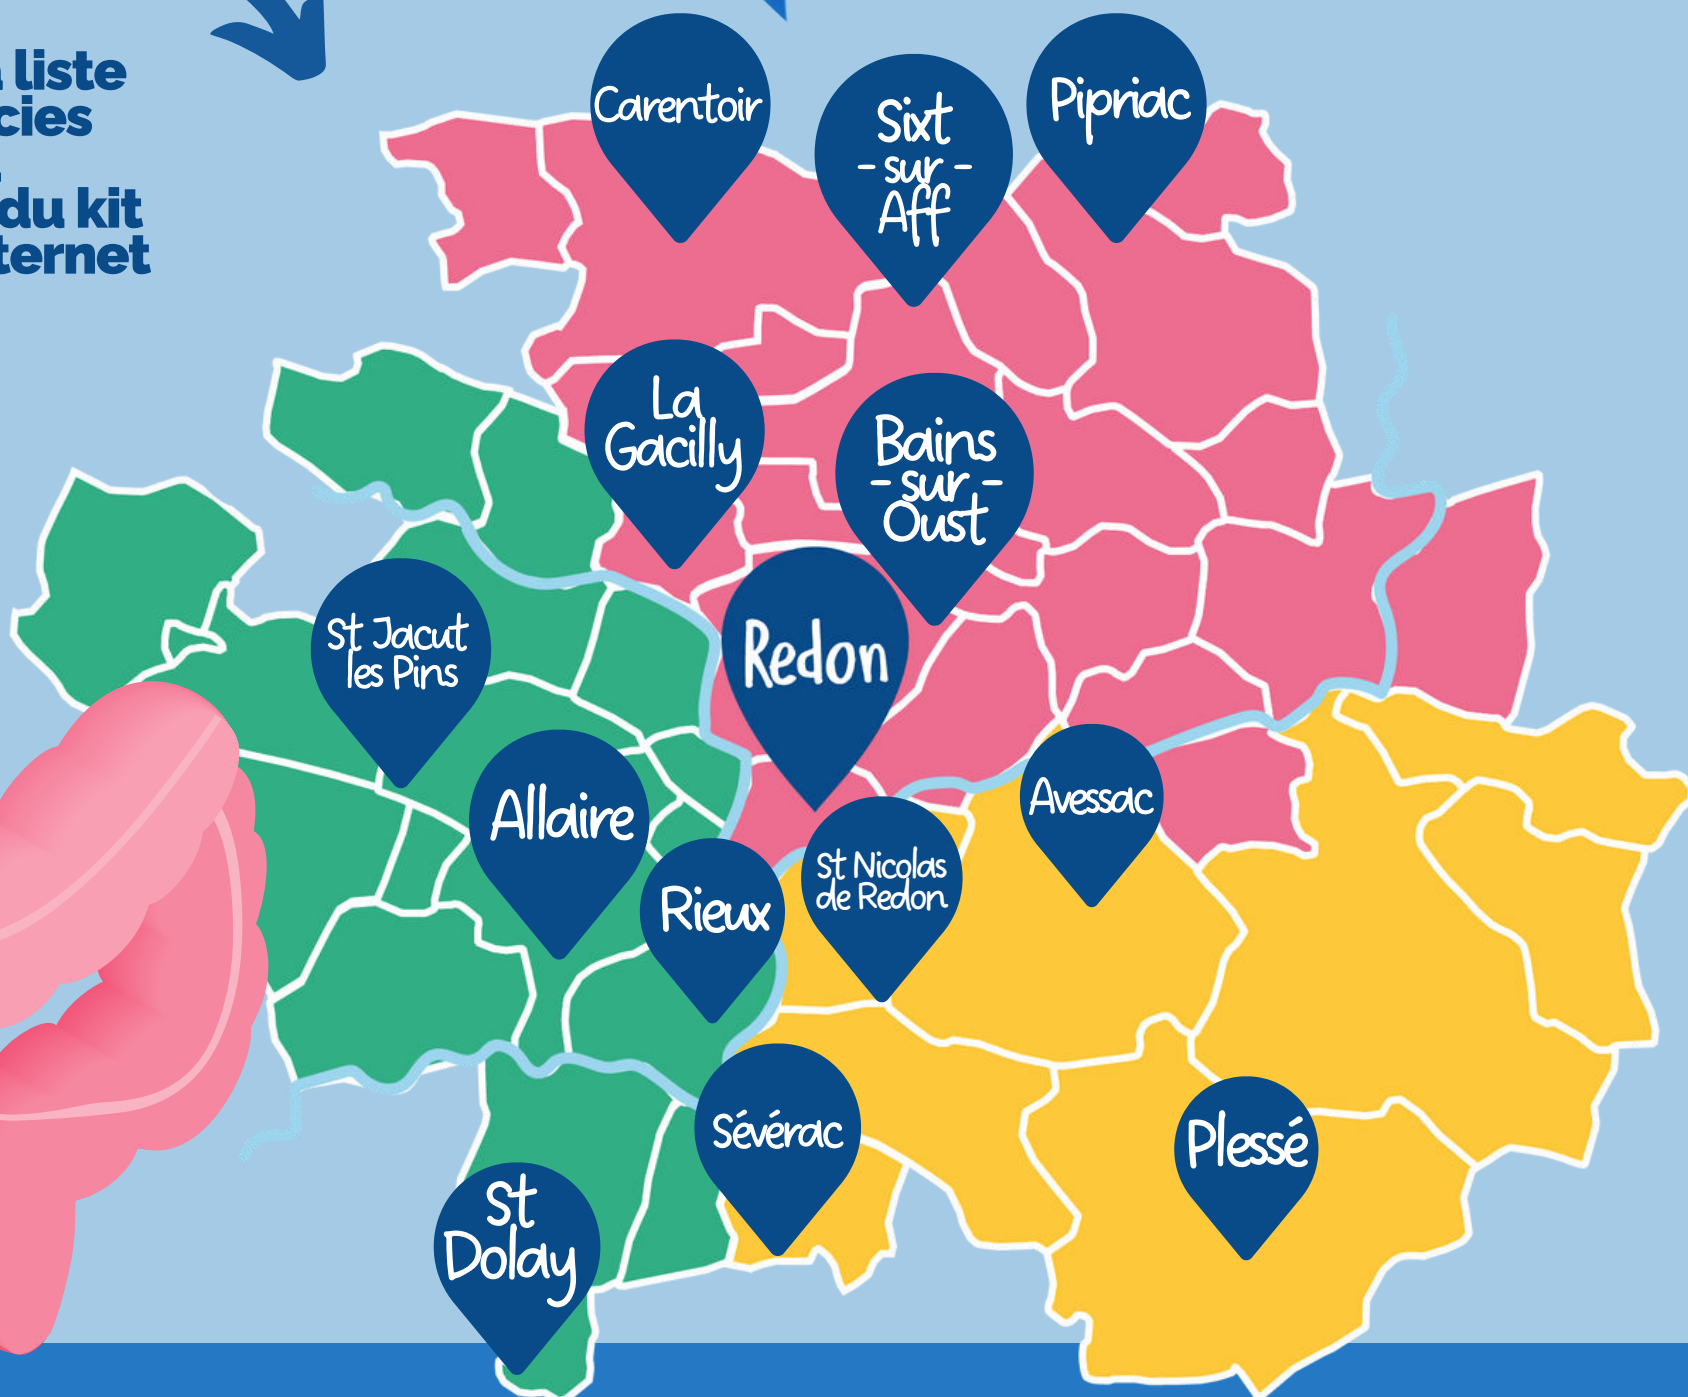 liste
cies
du kit
ternet
Carentoir
Sixt
- sur -
Aff
Pipriac
La
Gacilly
Bains
- sur -
Oust
St Jacut
les Pins
Redon
Allaire
Avessac
St Nicolas
de Redon
Rieux
Sévérac
Plessé
St
Dolay